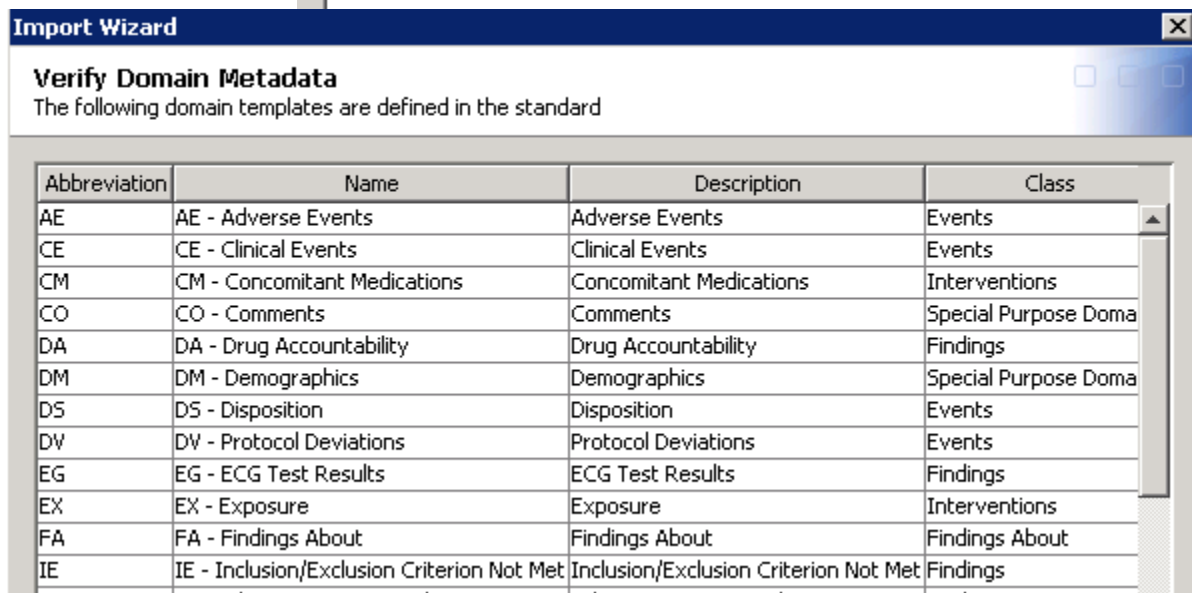 Import Wizard
Verify Domain Metadata
The following domain templates are defined in the standard
Abbreviation Name Description Class
AE AE - Adverse Events Adverse Events Events
CE CE - Clinical Events Clinical Events Events
CM CM - Concomitant Medications Concomitant Medications Interventions
CO CO - Comments Comments Special Purpose Doma
DA DA - Drug Accountability Drug Accountability Findings
DM DM - Demographics Demographics Special Purpose Doma
DS DS - Disposition Disposition Events
DV DV - Protocol Deviations Protocol Deviations Events
EG EG - ECG Test Results ECG Test Results Findings
EX EX - Exposure Exposure Interventions
FA FA - Findings About Findings About Findings About
IE IE - Inclusion/Exclusion Criterion Not Met Inclusion/Exclusion Criterion Not Met Findings